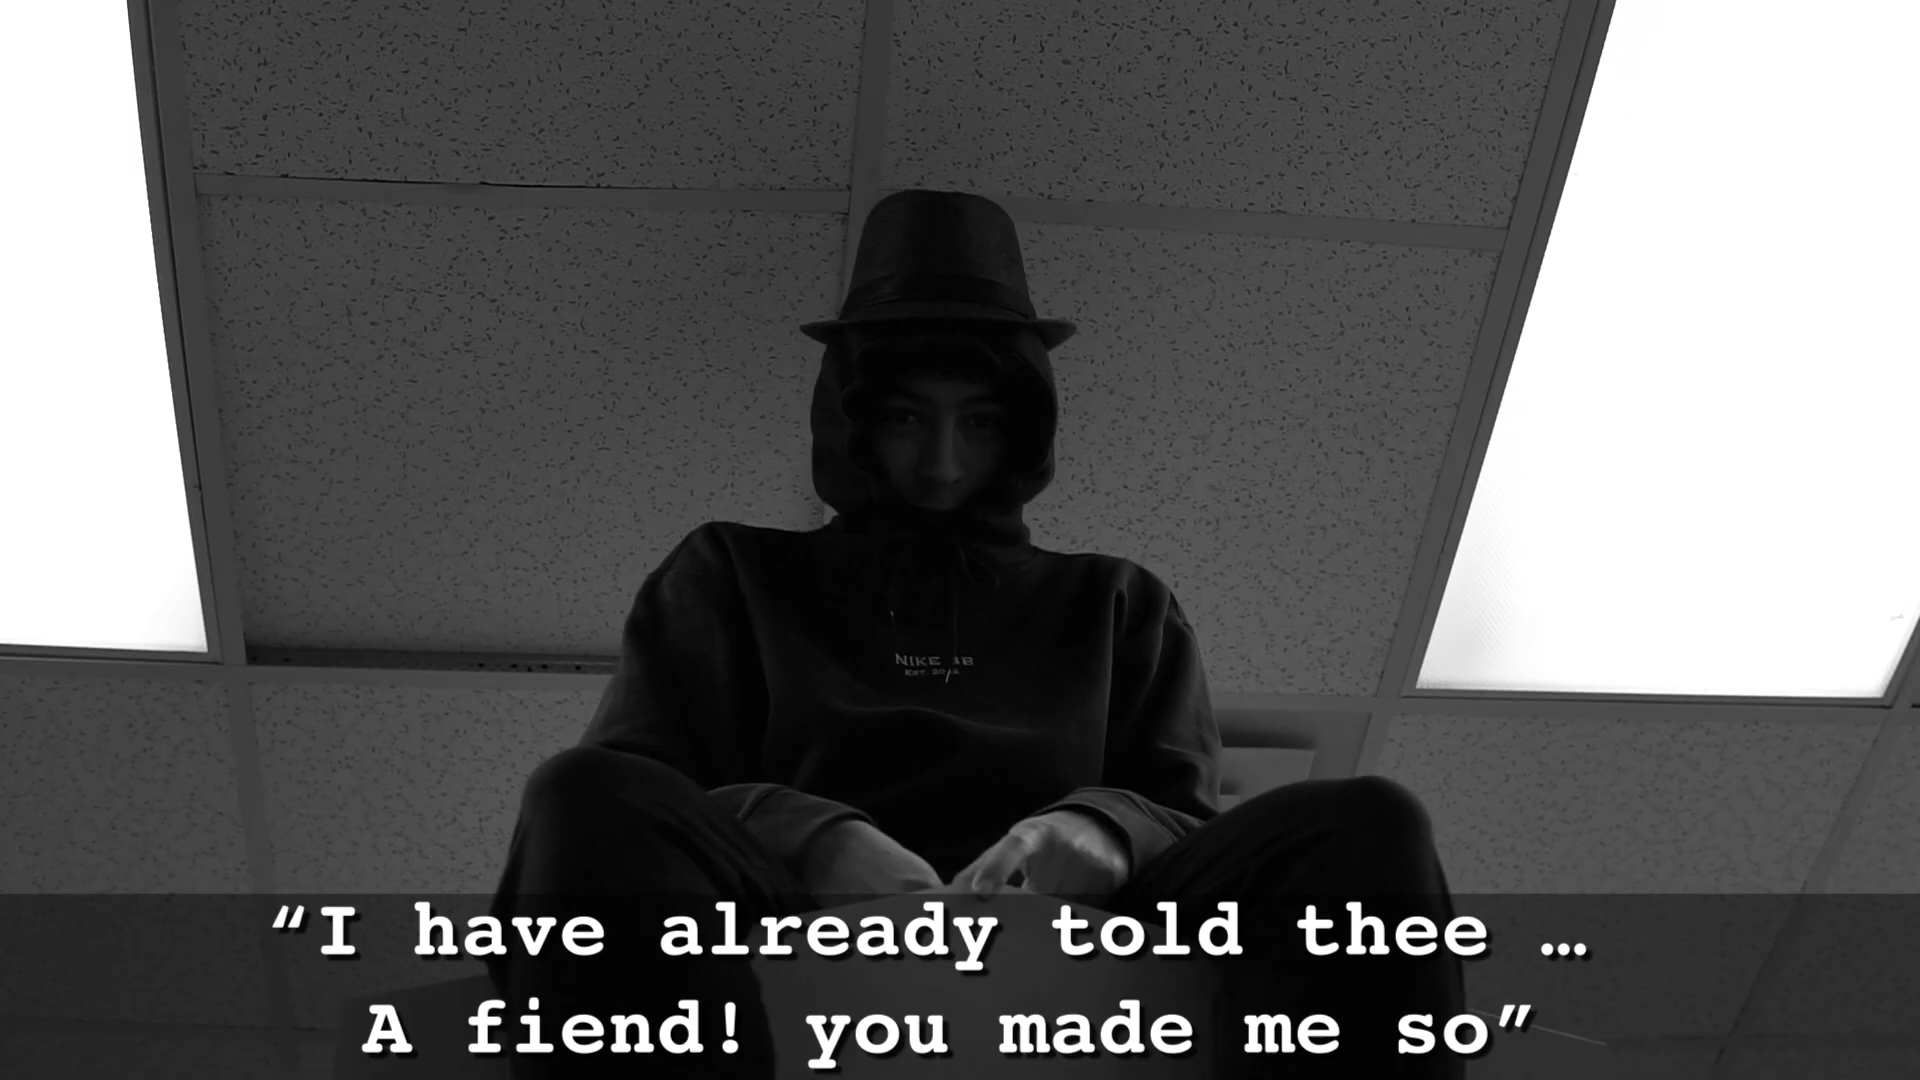 NIKE SB
“I have already told thee …
A fiend! you made me so”